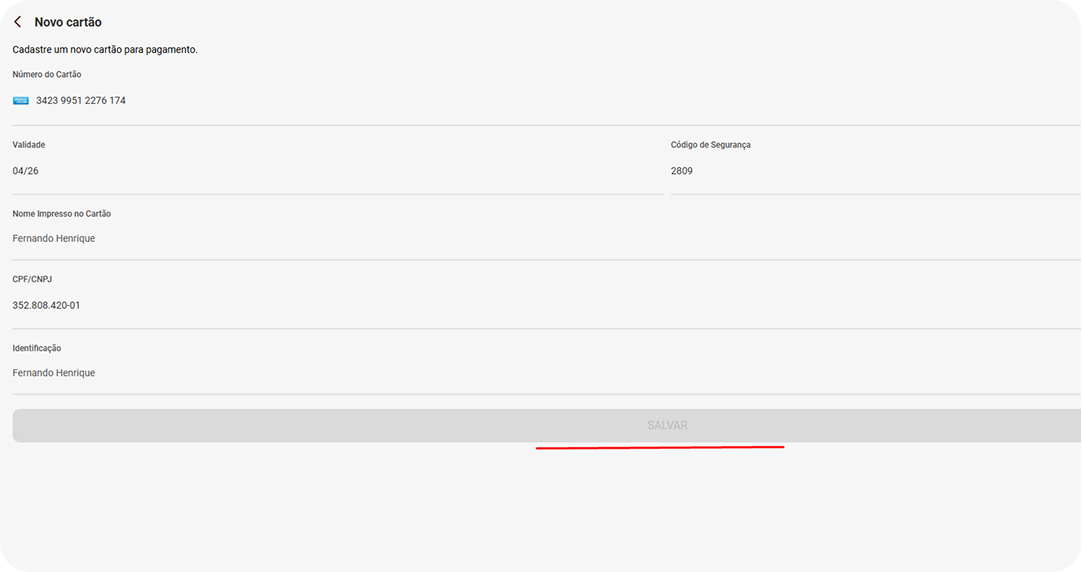 Novo cartão
Cadastre um novo cartão para pagamento.
Número do Cartão
3423 9951 2276 174
Validade
Código de Segurança
04/26
2809
Nome Impresso no Cartão
Fernando Henrique
CPF/CNPJ
352.808.420-01
Identificação
Fernando Henrique
SALVAR